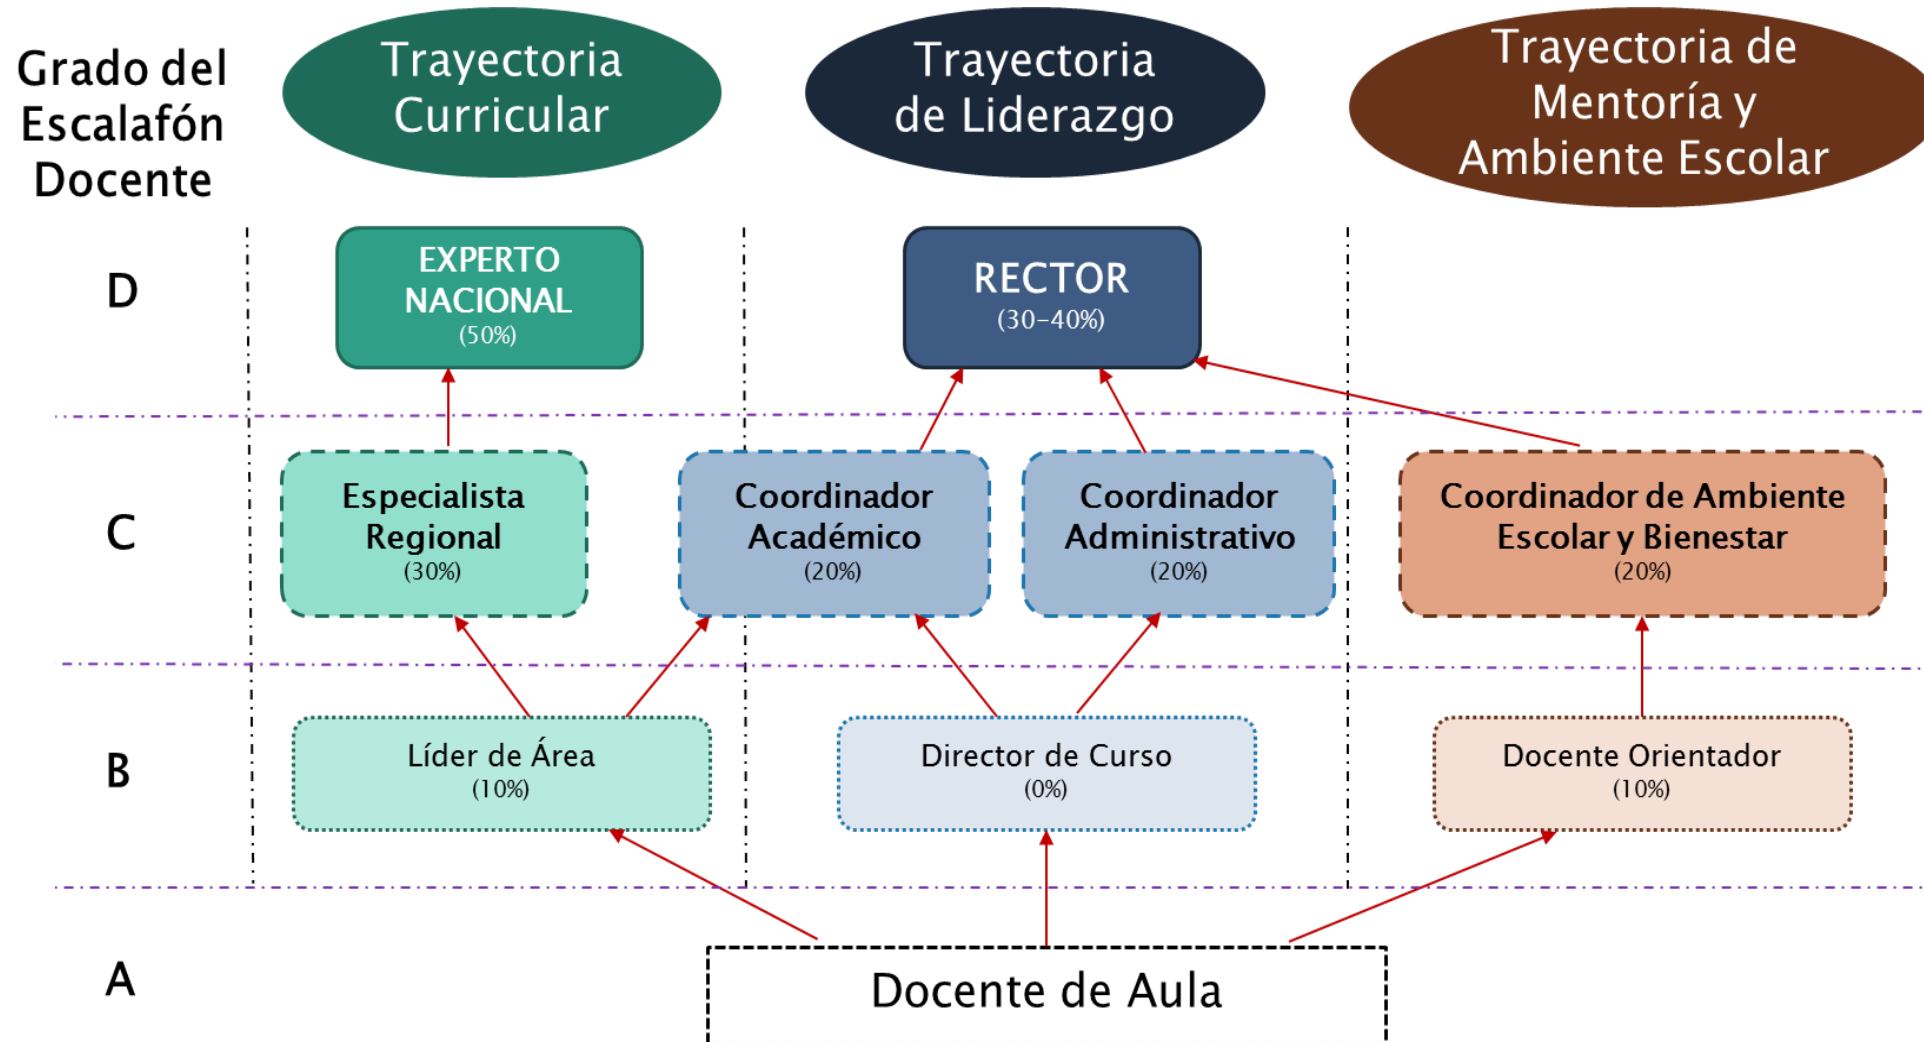 Grado del
Escalafón
Docente
Trayectoria
Curricular
Trayectoria
de Liderazgo
Trayectoria de
Mentoría y
Ambiente Escolar
D
EXPERTO
NACIONAL
(50%)
RECTOR
(30-40%)
C
Especialista
Regional
(30%)
Coordinador
Académico
(20%)
Coordinador
Administrativo
(20%)
Coordinador de Ambiente
Escolar y Bienestar
(20%)
B
Líder de Área
(10%)
Director de Curso
(0%)
Docente Orientador
(10%)
A
Docente de Aula